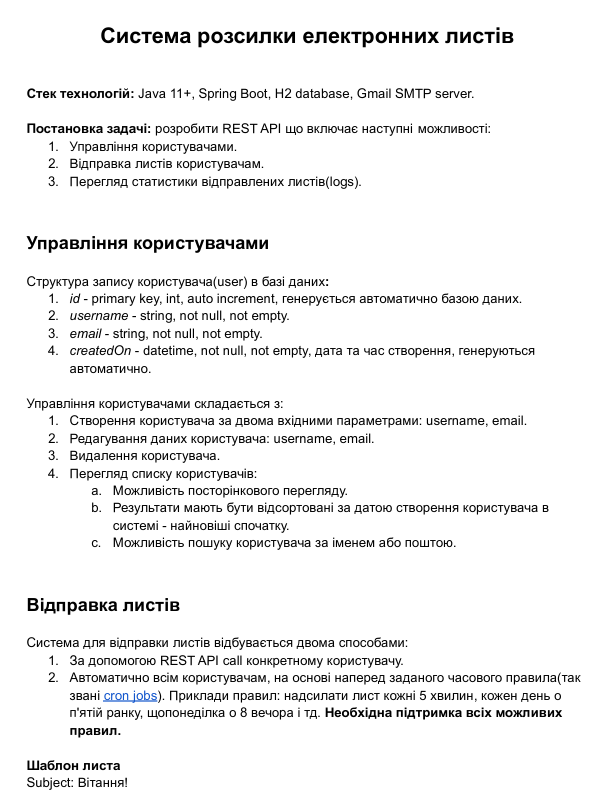 Система розсилки електронних листів
Стек технологій: Java 11+, Spring Boot, H2 database, Gmail SMTP server.
Постановка задачі: розробити REST API що включає наступні можливості:
1. Управління користувачами.
2. Відправка листів користувачам.
3. Перегляд статистики відправлених листів(logs).
Управління користувачами
Структура запису користувача(user) в базі даних:
1. id - primary key, int, auto increment, генерується автоматично базою даних.
2. username - string, not null, not empty.
3. email - string, not null, not empty.
4. createdOn - datetime, not null, not empty, дата та час створення, генеруються
автоматично.
Управління користувачами складається з:
1. Створення користувача за двома вхідними параметрами: username, email.
2. Редагування даних користувача: username, email.
3. Видалення користувача.
4. Перегляд списку користувачів:
a. Можливість посторінкового перегляду.
b. Результати мають бути відсортовані за датою створення користувача в
системі - найновіші спочатку.
c. Можливість пошуку користувача за іменем або поштою.
Відправка листів
Система для відправки листів відбувається двома способами:
1. За допомогою REST API call конкретному користувачу.
2. Автоматично всім користувачам, на основі наперед заданого часового правила(так
звані cron jobs). Приклади правил: надсилати лист кожні 5 хвилин, кожен день о
п'ятій ранку, щопонеділка о 8 вечора і тд. Необхідна підтримка всіх можливих
правил.
Шаблон листа
Subject: Вітання!